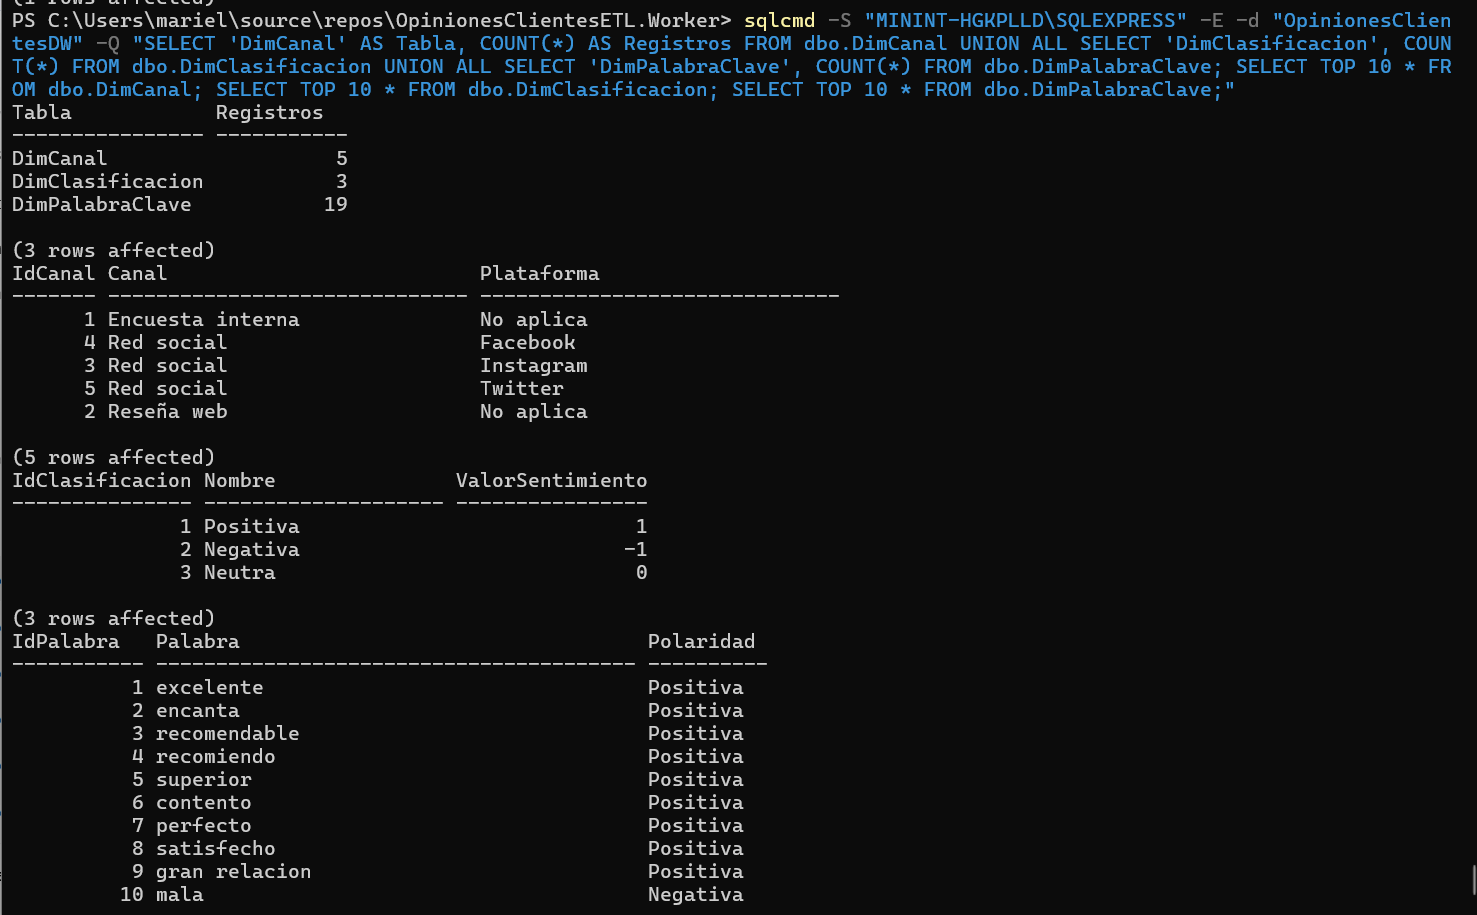 PS C:\Users\mariel\source\repos\OpinionesClientesETL.Worker> sqlcmd -S "MININT-HGKPLLD\SQLEXPRESS" -E -d "OpinionesClien
tesDW" -Q "SELECT 'DimCanal' AS Tabla, COUNT(*) AS Registros FROM dbo.DimCanal UNION ALL SELECT 'DimClasificacion', COUN
T(*) FROM dbo.DimClasificacion UNION ALL SELECT 'DimPalabraClave', COUNT(*) FROM dbo.DimPalabraClave; SELECT TOP 10 * FR
OM dbo.DimCanal; SELECT TOP 10 * FROM dbo.DimClasificacion; SELECT TOP 10 * FROM dbo.DimPalabraClave;"
Tabla            Registros
---------------- -----------
DimCanal                   5
DimClasificacion           3
DimPalabraClave           19
(3 rows affected)
IdCanal Canal                          Plataforma
------- ------------------------------ ------------------------------
      1 Encuesta interna               No aplica
      4 Red social                     Facebook
      3 Red social                     Instagram
      5 Red social                     Twitter
      2 Reseña web                     No aplica
(5 rows affected)
IdClasificacion Nombre               ValorSentimiento
--------------- -------------------- ----------------
              1 Positiva                            1
              2 Negativa                           -1
              3 Neutra                              0
(3 rows affected)
IdPalabra   Palabra                                  Polaridad
----------- ---------------------------------------- ----------
          1 excelente                                Positiva
          2 encanta                                  Positiva
          3 recomendable                             Positiva
          4 recomiendo                               Positiva
          5 superior                                 Positiva
          6 contento                                 Positiva
          7 perfecto                                 Positiva
          8 satisfecho                               Positiva
          9 gran relacion                            Positiva
         10 mala                                     Negativa